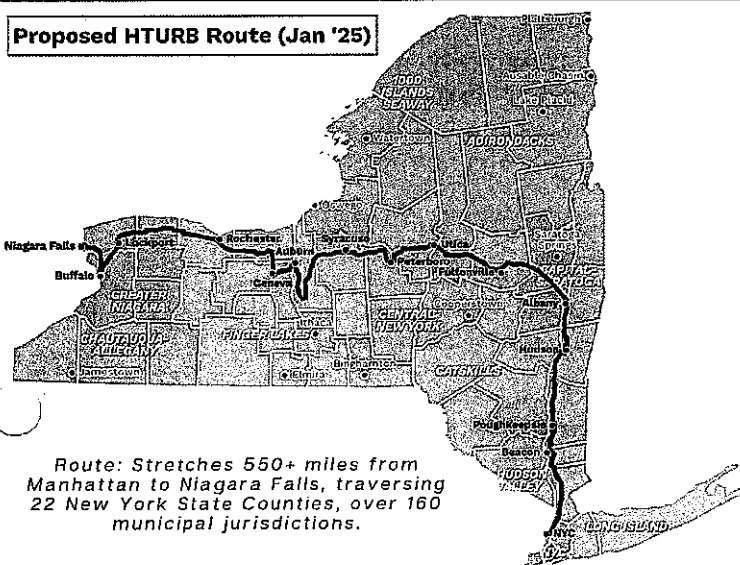 Proposed HTURB Route (Jan '25)
Plattsburgh
Ausable Chasm
1000
ISLANDS
SEAWAY
Lake Placid
Watertown
ADIRONDACKS
Oswego
Niagara Falls
Lockport
Rochester
Syracuse
Utica
Saratoga
Springs
Auburn
Peterboro
Fultonville
Buffalo
Geneva
CAPITAL-
SARATOGA
GREATER
NIAGARA
Cooperstown
Albany
CENTRAL
NEW YORK
CHAUTAUQUA-
ALLEGANY
FINGER LAKES
Ithaca
Hudson
Binghamton
CATSKILLS
Jamestown
Elmira
Poughkeepsie
Beacon
HUDSON
VALLEY
Route: Stretches 550+ miles from
Manhattan to Niagara Falls, traversing
22 New York State Counties, over 160
municipal jurisdictions.
NYC
LONG ISLAND